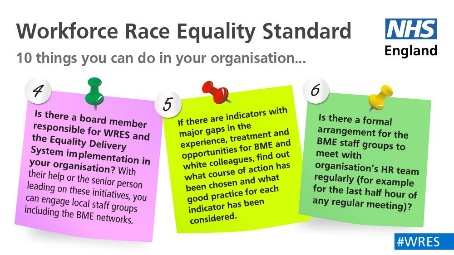 Workforce Race Equality Standard
NHS
England
10 things you can do in your organisation...
4
Is there a board member
responsible for WRES and
the Equality Delivery
System implementation in
your organisation? With
their help or the senior person
leading on these initiatives, you
can engage local staff groups
including the BME networks.
5
If there are indicators with
major gaps in the
experience, treatment and
opportunities for BME and
white colleagues, find out
what course of action has
been chosen and what
good practice for each
indicator has been
considered.
6
Is there a formal
arrangement for the
BME staff groups to
meet with
organisation's HR team
regularly (for example
for the last half hour of
any regular meeting)?
#WRES